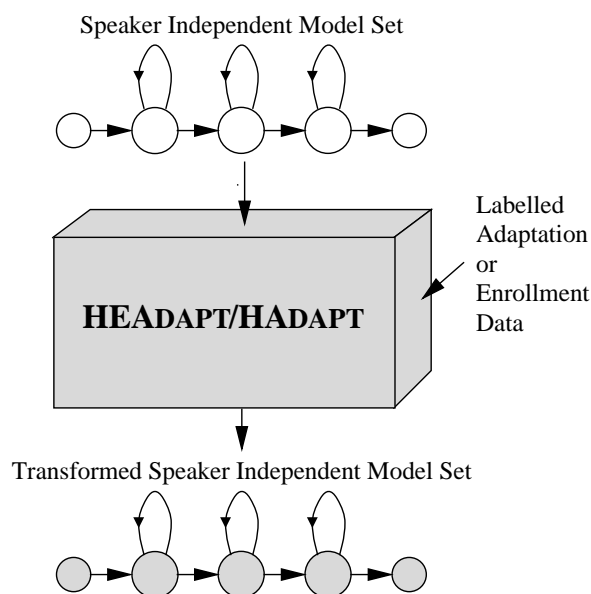 Speaker Independent Model Set
Labelled
Adaptation
or
Enrollment
Data
HEADAPT/HADAPT
Transformed Speaker Independent Model Set